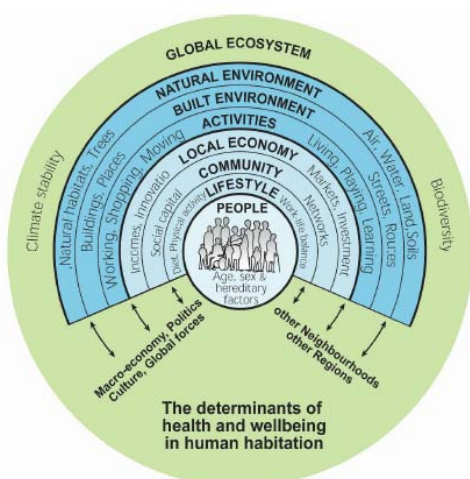 GLOBAL ECOSYSTEM
Climate stability
Biodiversity
NATURAL ENVIRONMENT
Natural habitats, Trees
Air, Water, Land, Soils
BUILT ENVIRONMENT
Buildings, Places
Streets, Rources
ACTIVITIES
Working, Shopping, Moving
Living, Playing, Learning
LOCAL ECONOMY
Incomes, Innovatio
Markets, Investment
COMMUNITY
Social capital
Networks
LIFESTYLE
Diet, Physical activity
Work-life balance
PEOPLE
Age, sex &
hereditary
factors
Macro-economy, Politics
Culture, Global forces
other Neighbourhoods
other Regions
The determinants of
health and wellbeing
in human habitation